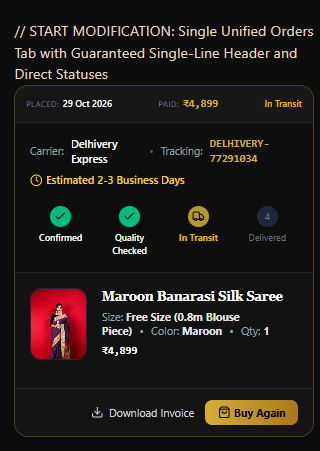 // START MODIFICATION: Single Unified Orders
Tab with Guaranteed Single-Line Header and
Direct Statuses
PLACED: 29 Oct 2026 PAID: ₹4,899 In Transit
Carrier: Delhivery Express • Tracking: DELHIVERY-77291034
Estimated 2-3 Business Days
4
Confirmed Quality Checked In Transit Delivered
Maroon Banarasi Silk Saree
Size: Free Size (0.8m Blouse
Piece) • Color: Maroon • Qty: 1
₹4,899
Download Invoice Buy Again